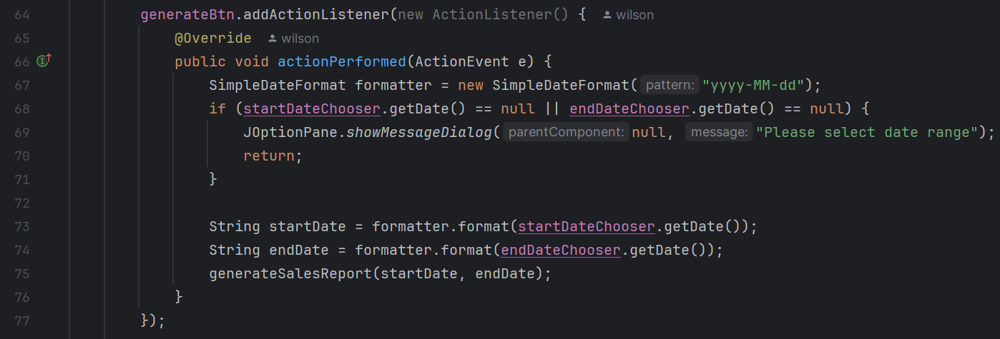 64 generateBtn.addActionListener(new ActionListener() { wilson
65 @Override wilson
66 public void actionPerformed(ActionEvent e) {
67 SimpleDateFormat formatter = new SimpleDateFormat( pattern: "yyyy-MM-dd");
68 if (startDateChooser.getDate() == null || endDateChooser.getDate() == null) {
69 JOptionPane.showMessageDialog( parentComponent: null, message: "Please select date range");
70 return;
71 }
72
73 String startDate = formatter.format(startDateChooser.getDate());
74 String endDate = formatter.format(endDateChooser.getDate());
75 generateSalesReport(startDate, endDate);
76 }
77 });